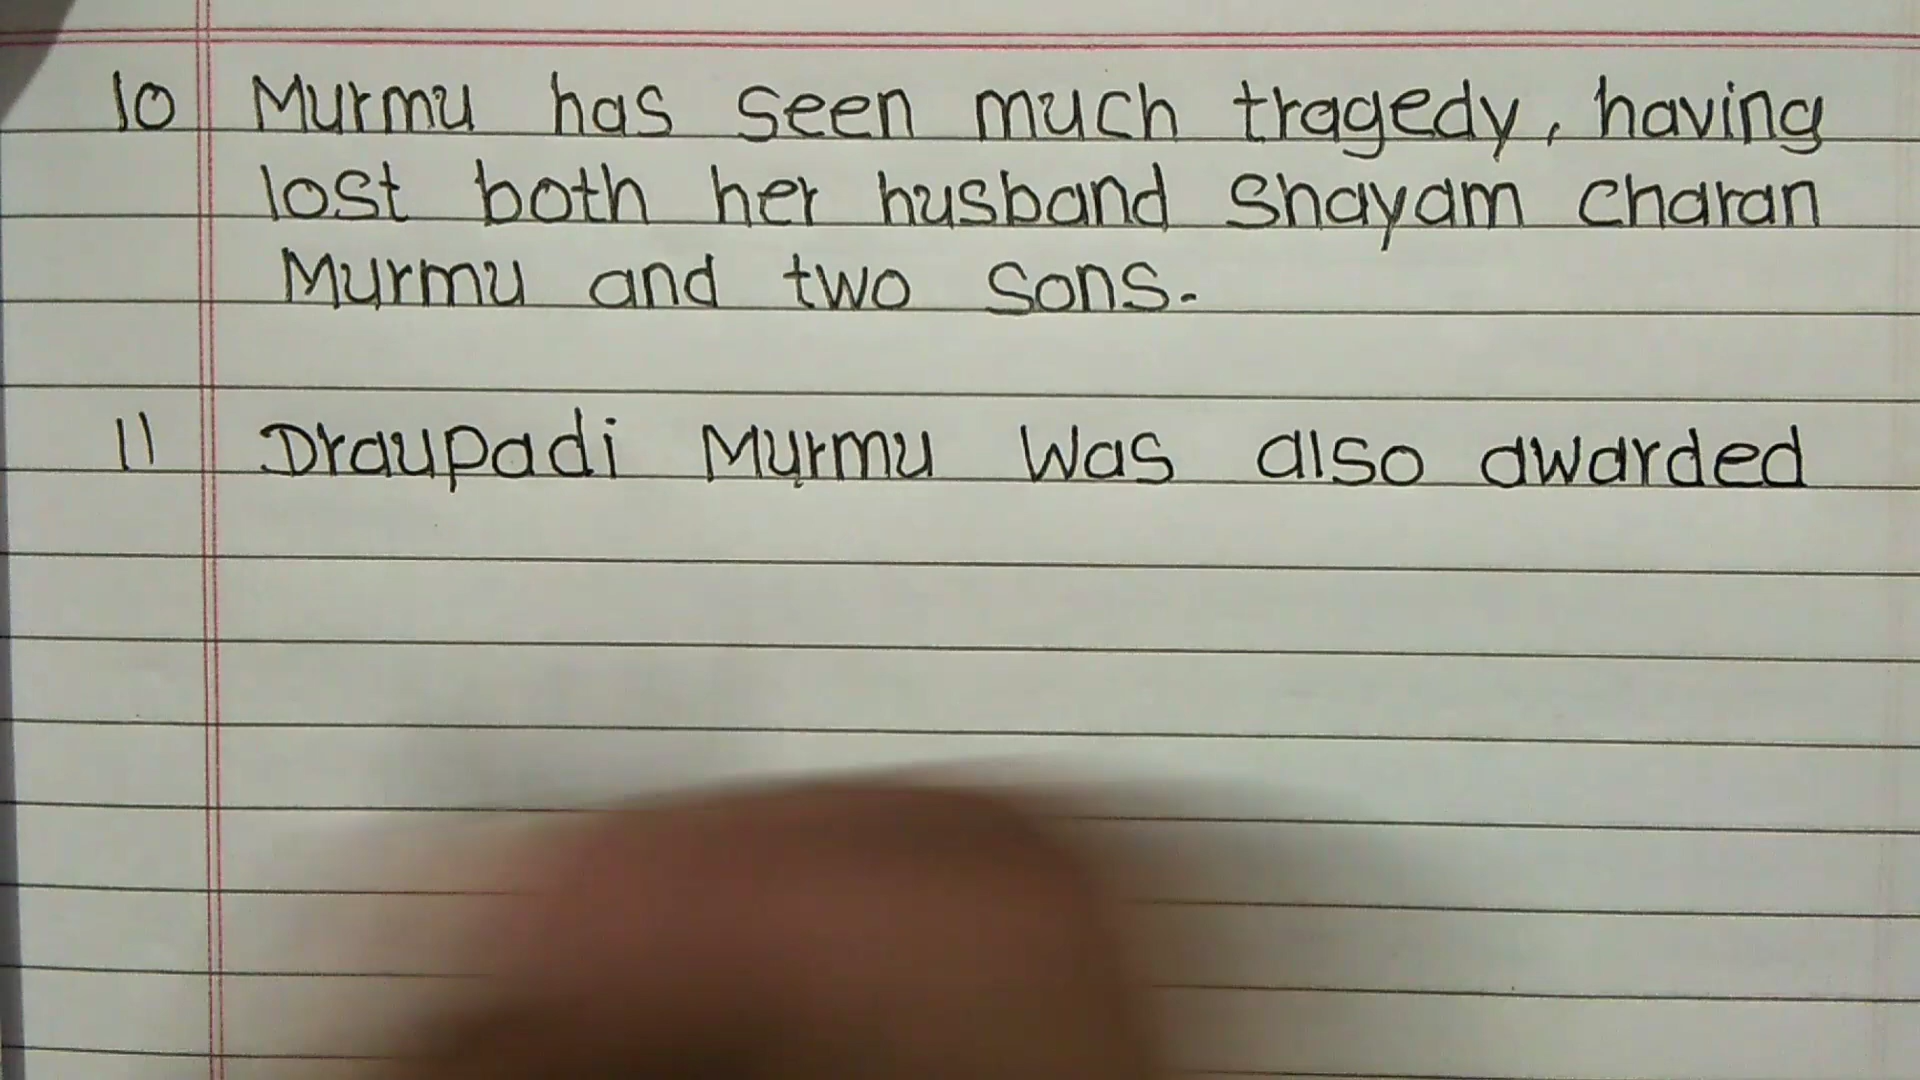 10 Murmu has seen much tragedy, having
lost both her husband Shayam charan
Murmu and two sons.
11 Draupadi Murmu was also awarded